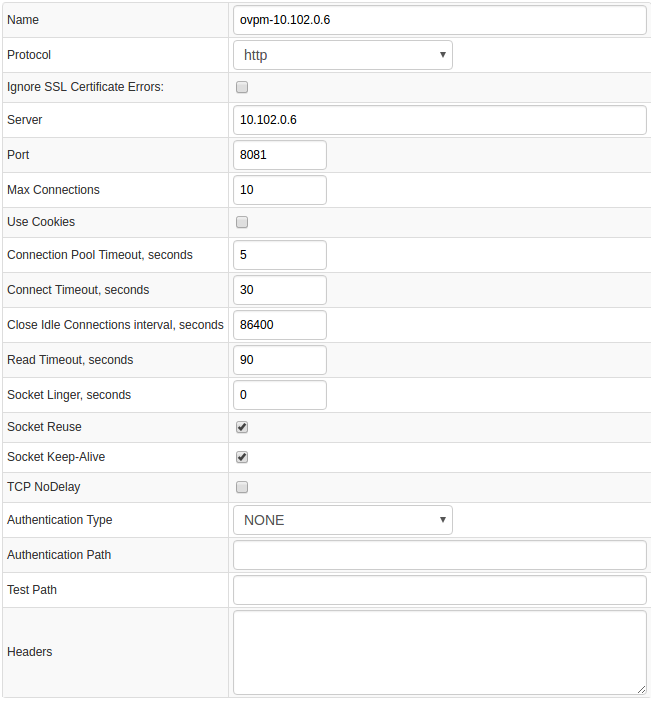 Name ovpm-10.102.0.6
Protocol http
Ignore SSL Certificate Errors:
Server 10.102.0.6
Port 8081
Max Connections 10
Use Cookies
Connection Pool Timeout, seconds 5
Connect Timeout, seconds 30
Close Idle Connections interval, seconds 86400
Read Timeout, seconds 90
Socket Linger, seconds 0
Socket Reuse
Socket Keep-Alive
TCP NoDelay
Authentication Type NONE
Authentication Path
Test Path
Headers